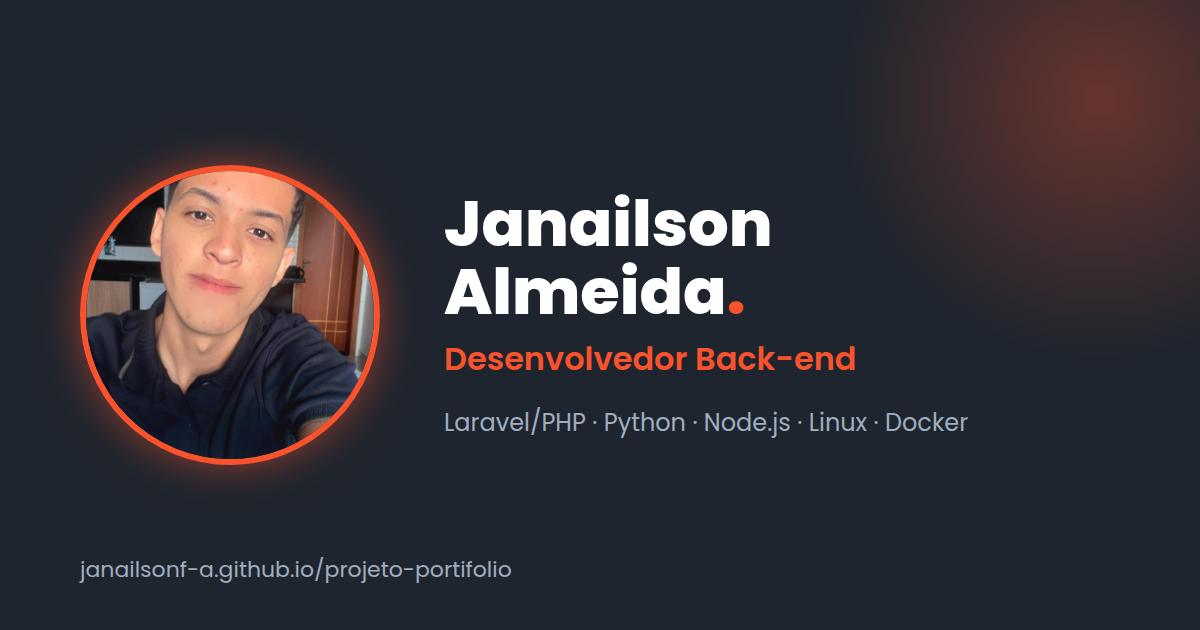 Janailson
Almeida.
Desenvolvedor Back-end
Laravel/PHP · Python · Node.js · Linux · Docker
janailsonf-a.github.io/projeto-portifolio